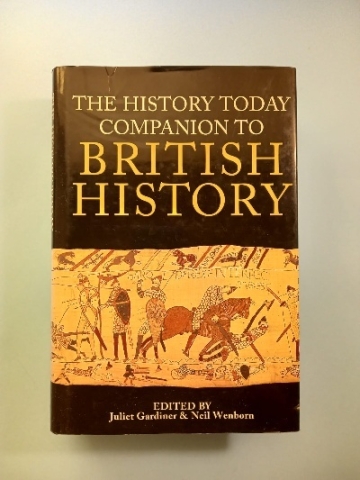 THE HISTORY TODAY
COMPANION TO
BRITISH
HISTORY
EDITED BY
Juliet Gardiner & Neil Wenborn